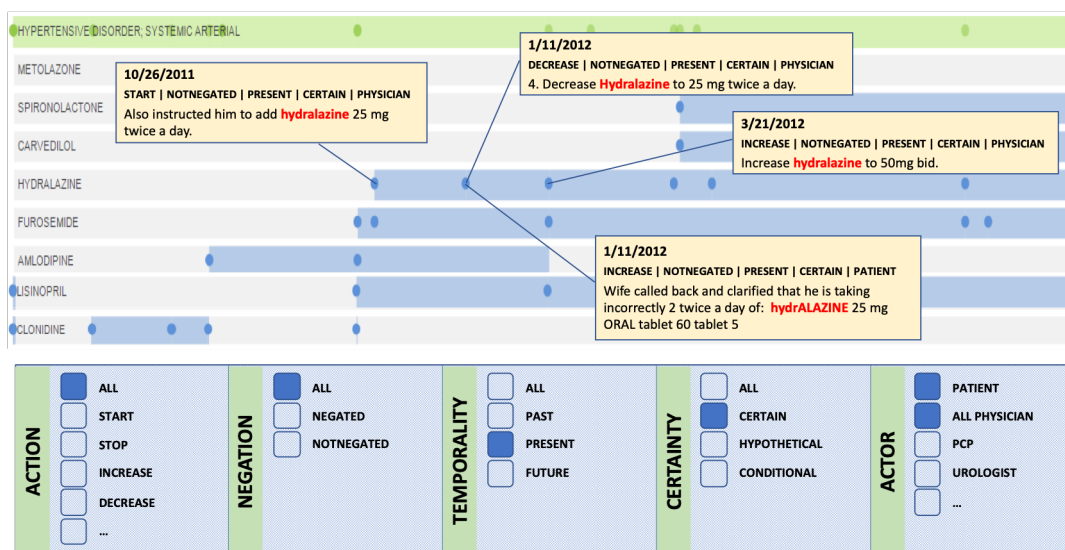 HYPERTENSIVE DISORDER; SYSTEMIC ARTERIAL
METOLAZONE
SPIRONOLACTONE
CARVEDILOL
HYDRALAZINE
FUROSEMIDE
AMLODIPINE
LISINOPRIL
CLONIDINE
10/26/2011
START | NOTNEGATED | PRESENT | CERTAIN | PHYSICIAN
Also instructed him to add hydralazine 25 mg
twice a day.
1/11/2012
DECREASE | NOTNEGATED | PRESENT | CERTAIN | PHYSICIAN
4. Decrease Hydralazine to 25 mg twice a day.
3/21/2012
INCREASE | NOTNEGATED | PRESENT | CERTAIN | PHYSICIAN
Increase hydralazine to 50mg bid.
1/11/2012
INCREASE | NOTNEGATED | PRESENT | CERTAIN | PATIENT
Wife called back and clarified that he is taking
incorrectly 2 twice a day of: hydrALAZINE 25 mg
ORAL tablet 60 tablet 5
ACTION
ALL
START
STOP
INCREASE
DECREASE
...
NEGATION
ALL
NEGATED
NOTNEGATED
TEMPORALITY
ALL
PAST
PRESENT
FUTURE
CERTAINTY
ALL
CERTAIN
HYPOTHETICAL
CONDITIONAL
ACTOR
PATIENT
ALL PHYSICIAN
PCP
UROLOGIST
...